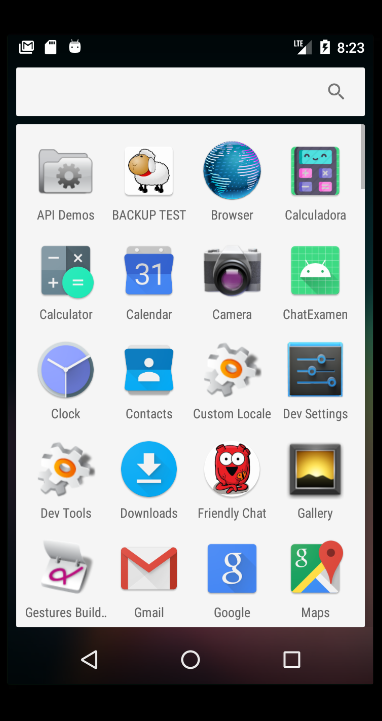 LTE 8:23
API Demos BACKUP TEST Browser Calculadora
Calculator 31 Calendar Camera ChatExamen
Clock Contacts Custom Locale Dev Settings
Dev Tools Downloads Friendly Chat Gallery
Gestures Build.. Gmail g Google g Maps